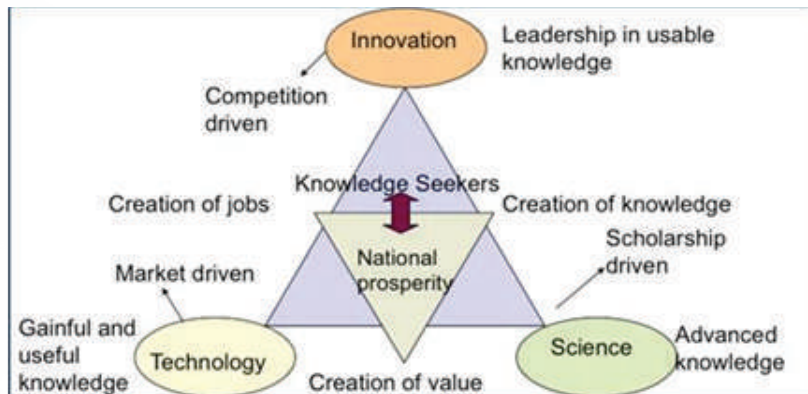 Innovation
Leadership in usable
knowledge
Competition
driven
Knowledge Seekers
Creation of jobs
Creation of knowledge
National
prosperity
Scholarship
driven
Market driven
Gainful and
useful
knowledge
Technology
Science
Advanced
knowledge
Creation of value